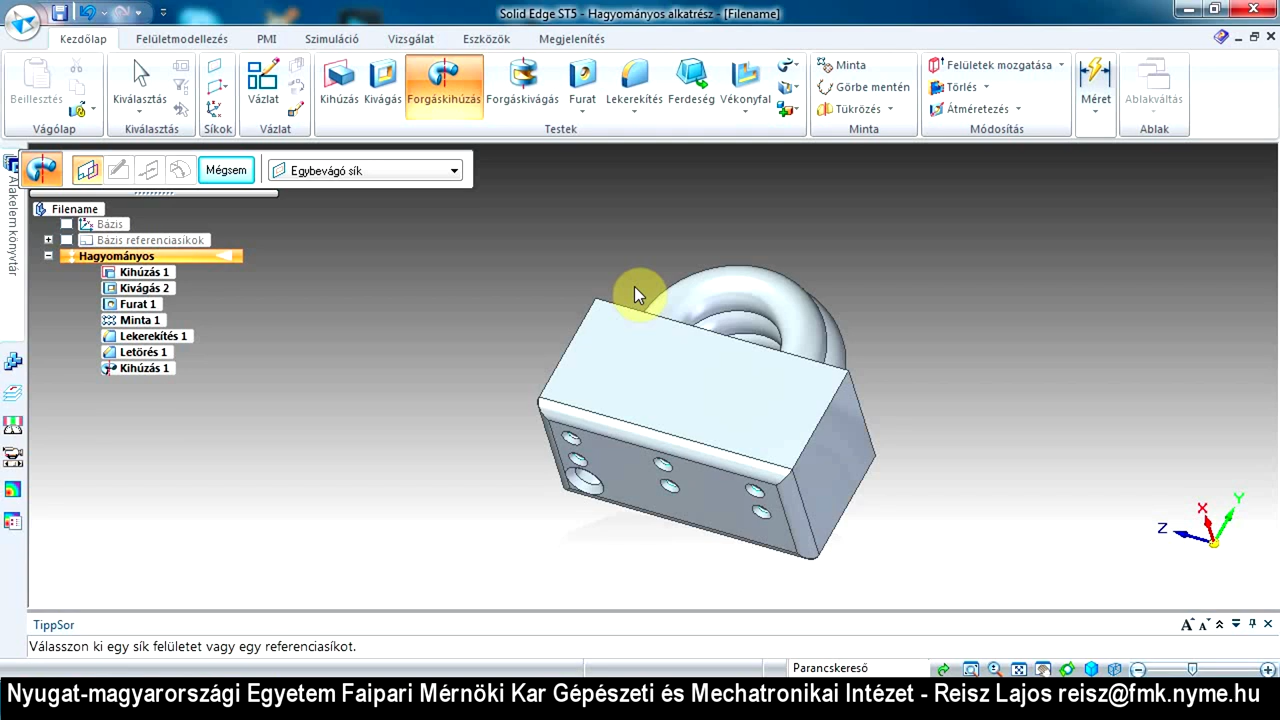 Solid Edge ST5 - Hagyományos alkatrész - [Filename]
Kezdőlap Felületmodellezés PMI Szimuláció Vizsgálat Eszközök Megjelenítés
Beillesztés Kiválasztás Vázlat Kihúzás Kivágás Forgáskihúzás Forgáskivágás Furat Lekerekítés Ferdeség Vékonyfal Minta Görbe mentén Tükrözés Felületek mozgatása Törlés Átméretezés Méret Ablakváltás
Vágólap Kiválasztás Síkok Vázlat Testek Minta Módosítás Ablak
Mégsem Egybevágó sík
Alakelem könyvtár
Filename
Bázis
Bázis referenciasíkok
Hagyományos
Kihúzás 1
Kivágás 2
Furat 1
Minta 1
Lekerekítés 1
Letörés 1
Kihúzás 1
X
Y
Z
TippSor
Válasszon ki egy sík felületet vagy egy referenciasíkot.
Parancskereső
Nyugat-magyarországi Egyetem Faipari Mérnöki Kar Gépészeti és Mechatronikai Intézet - Reisz Lajos reisz@fmk.nyme.hu